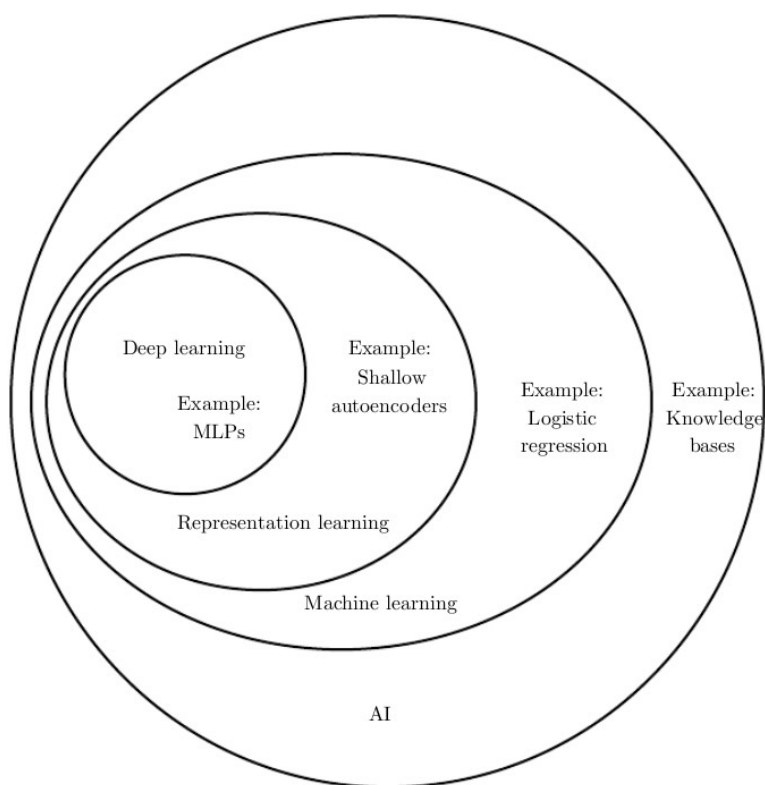 Deep learning
Example:
MLPs
Example:
Shallow
autoencoders
Example:
Logistic
regression
Example:
Knowledge
bases
Representation learning
Machine learning
AI